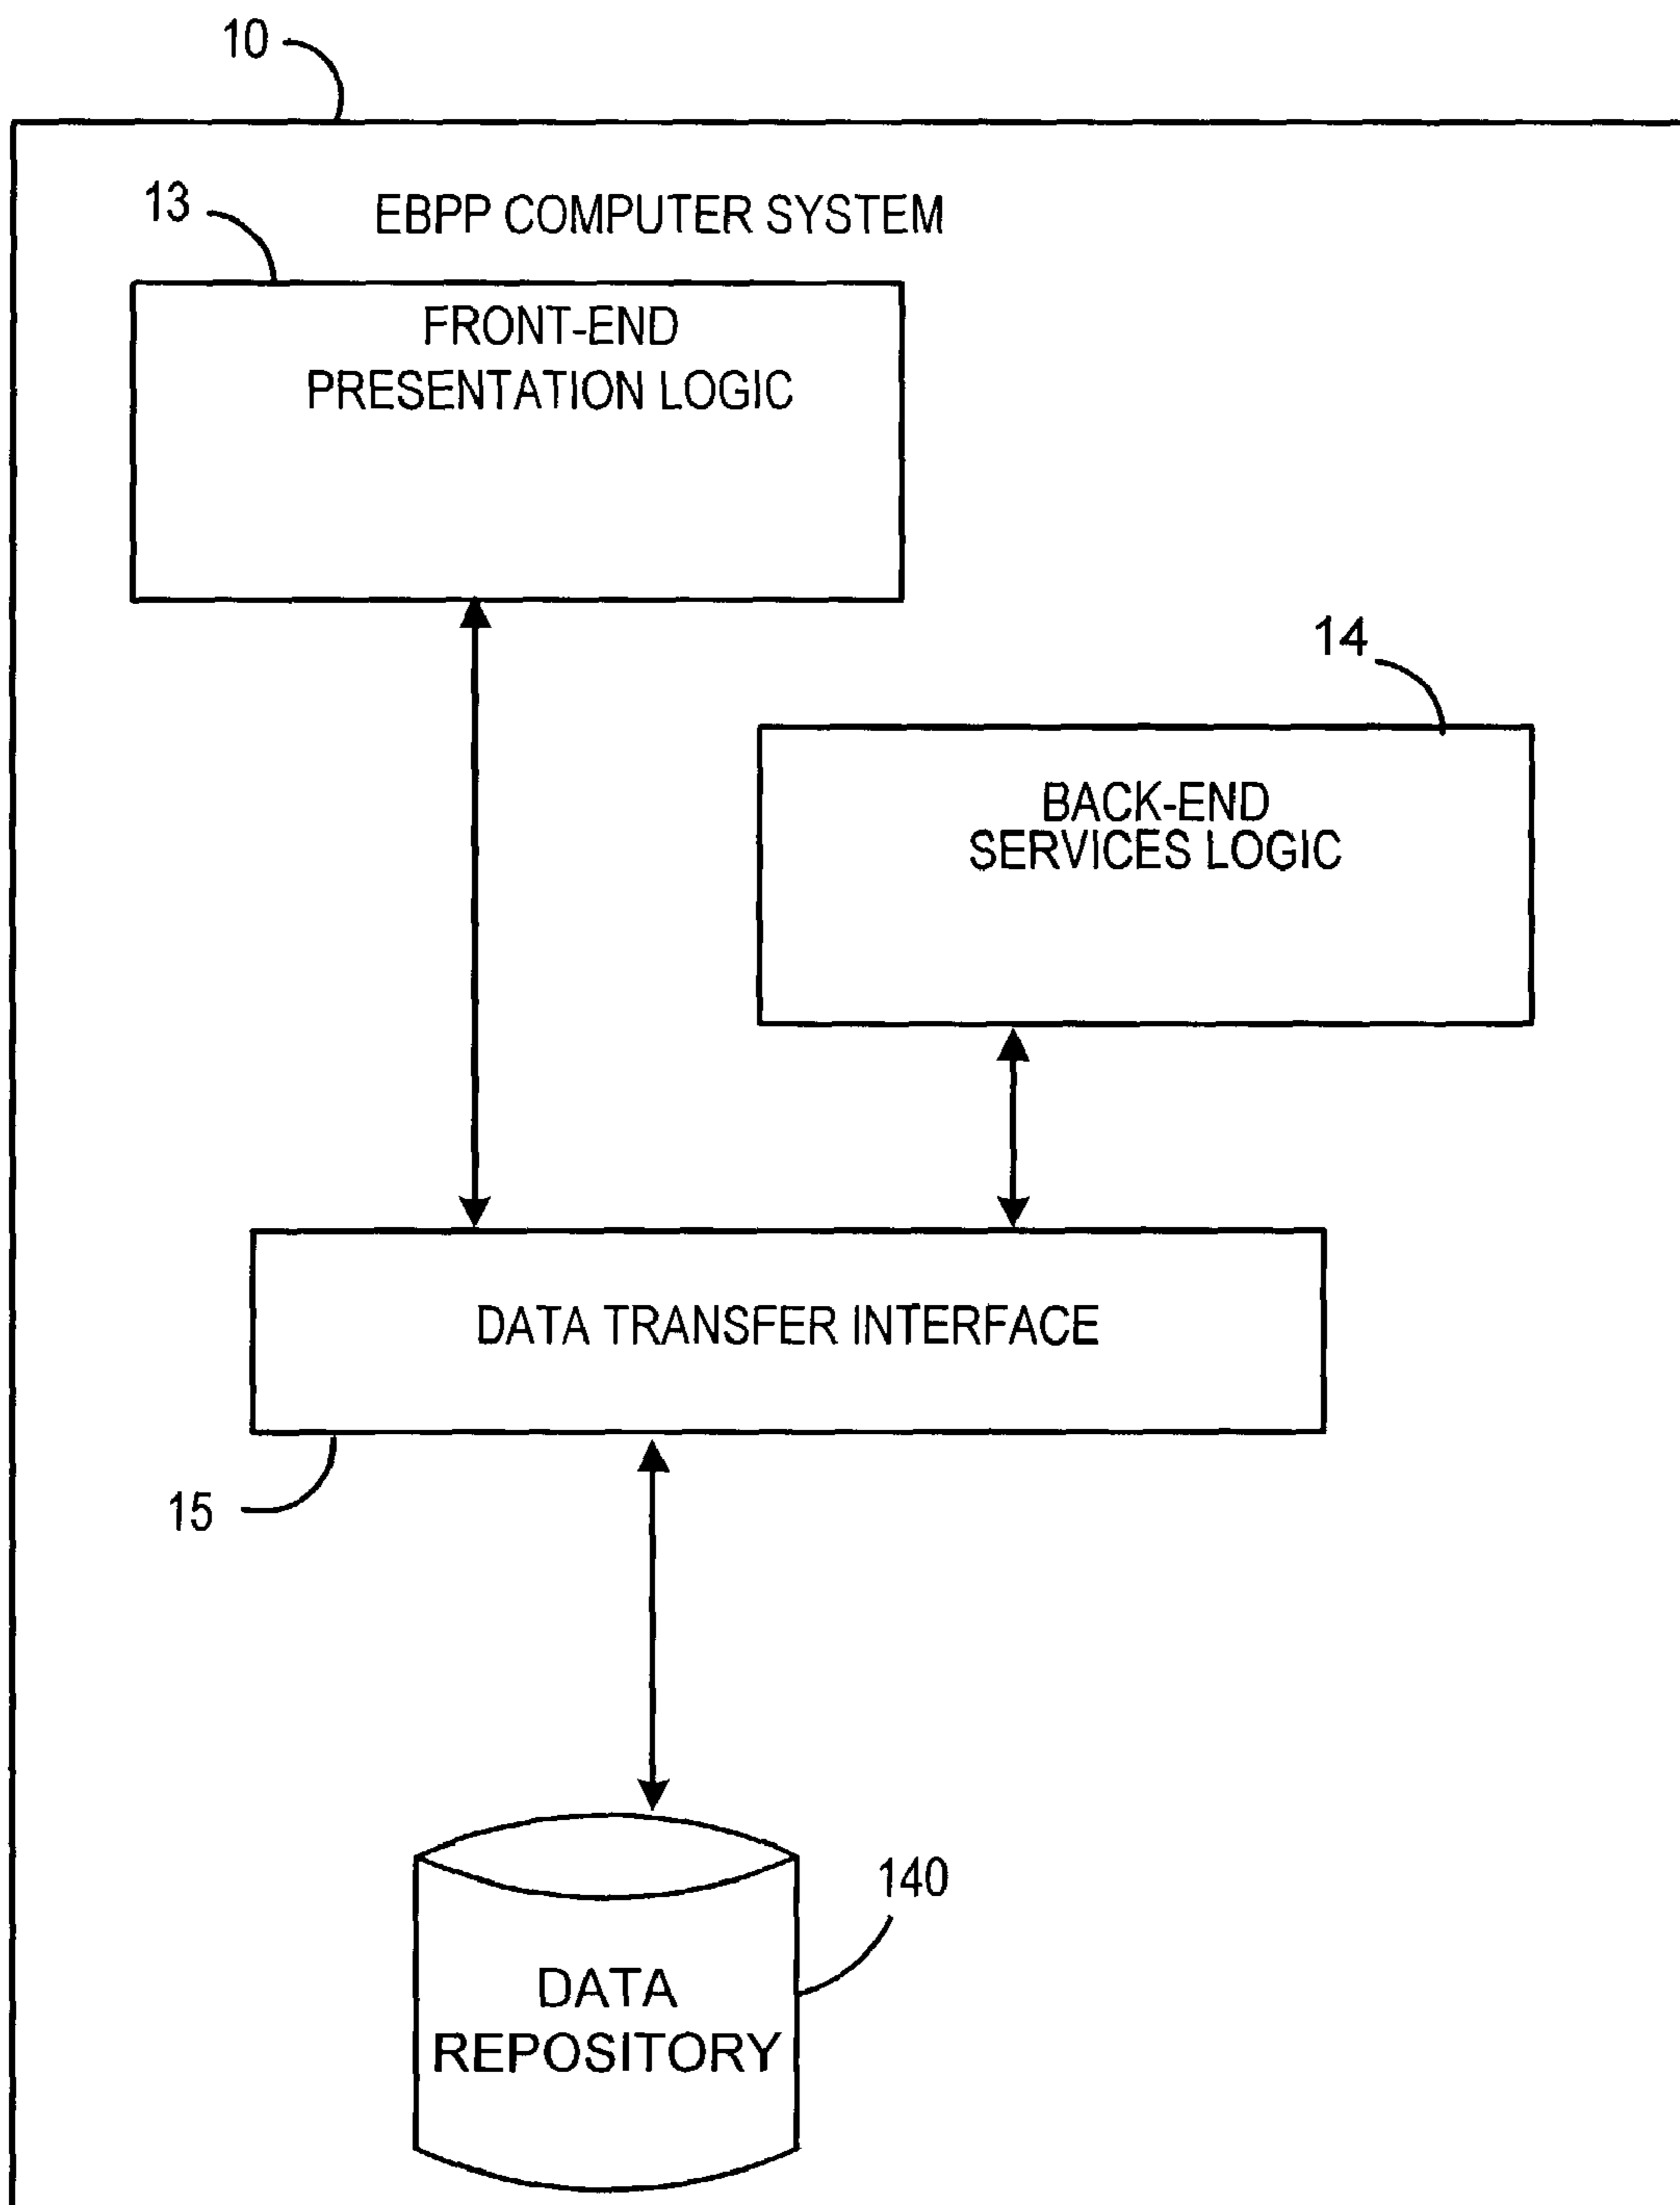 10
13
EBPP COMPUTER SYSTEM
FRONT-END
PRESENTATION LOGIC
14
BACK-END
SERVICES LOGIC
DATA TRANSFER INTERFACE
15
140
DATA
REPOSITORY